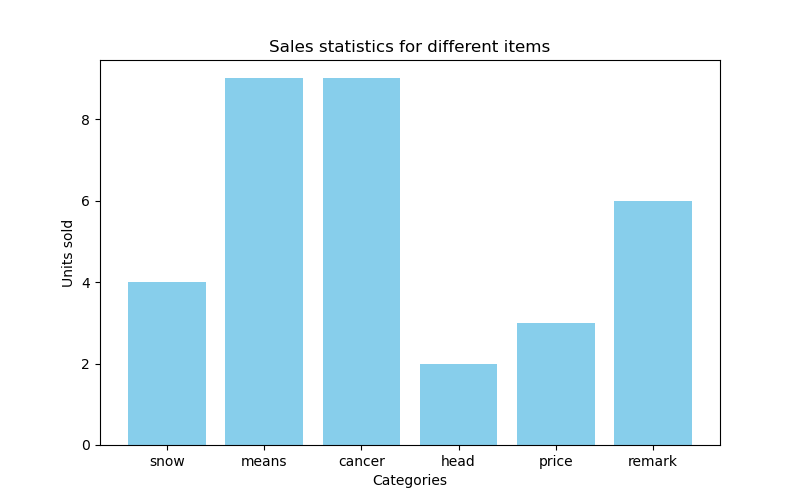 Sales statistics for different items
Units sold
8
6
4
2
0
snow means cancer head price remark
Categories